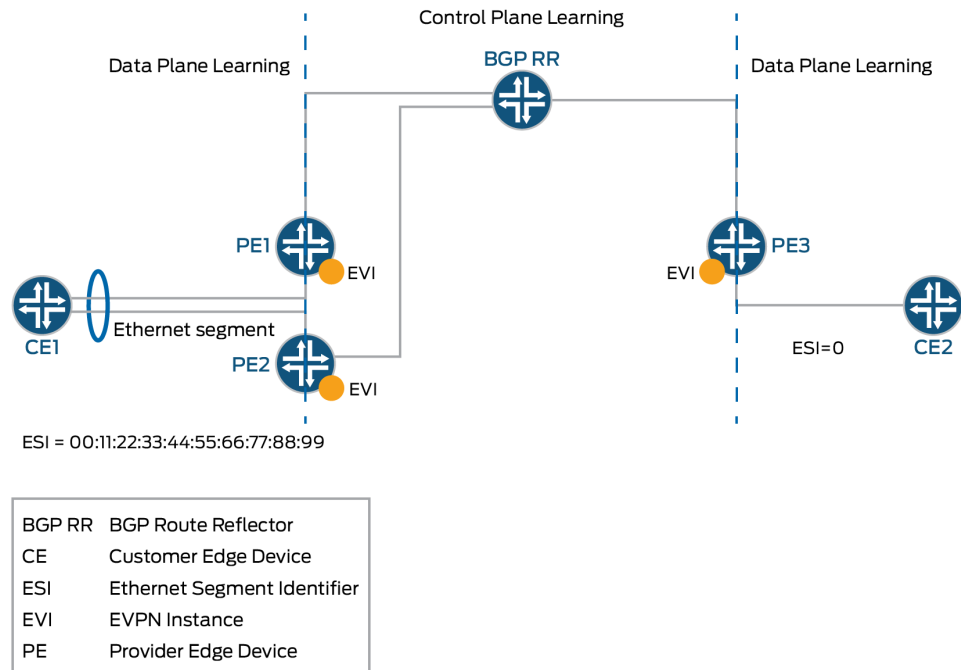 Control Plane Learning
Data Plane Learning
BGP RR
Data Plane Learning
PE1
EVI
PE3
EVI
CE1
Ethernet segment
PE2
EVI
ESI=0
CE2
ESI = 00:11:22:33:44:55:66:77:88:99
BGP RR BGP Route Reflector
CE Customer Edge Device
ESI Ethernet Segment Identifier
EVI EVPN Instance
PE Provider Edge Device